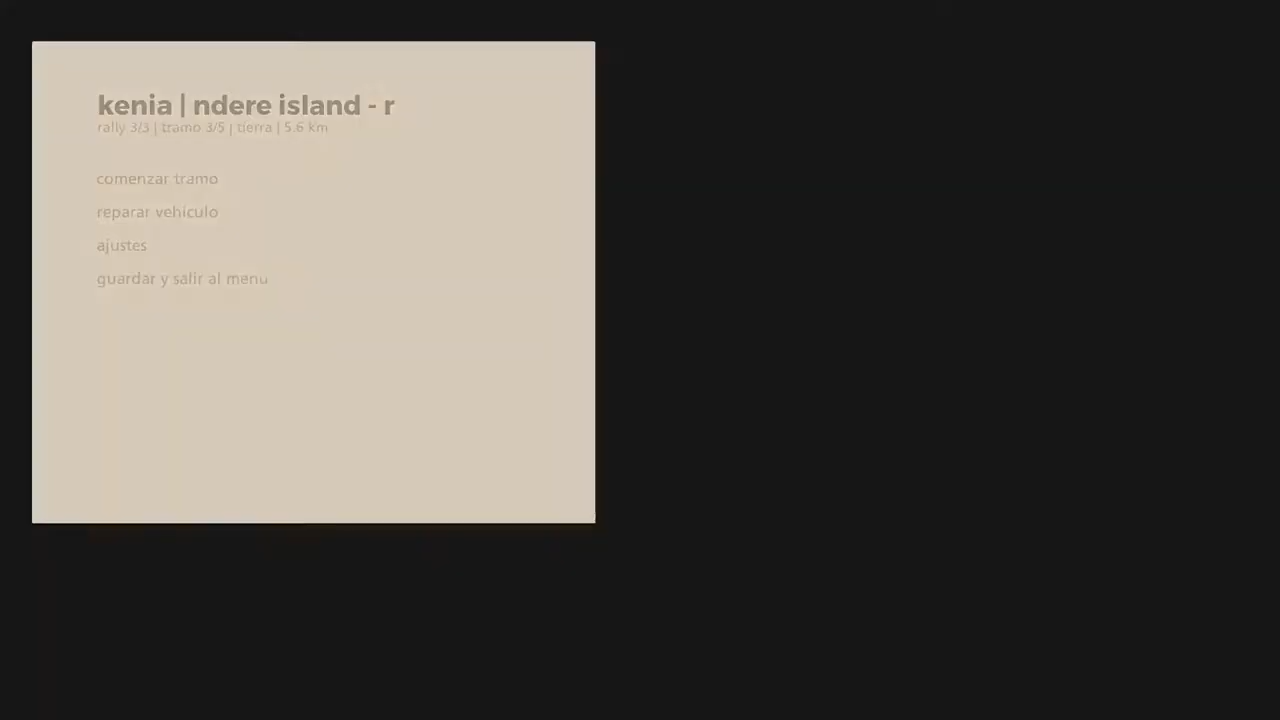 kenia | ndere island - r
rally 3/3 | tramo 3/5 | tierra | 5.6 km
comenzar tramo
reparar vehiculo
ajustes
guardar y salir al menu